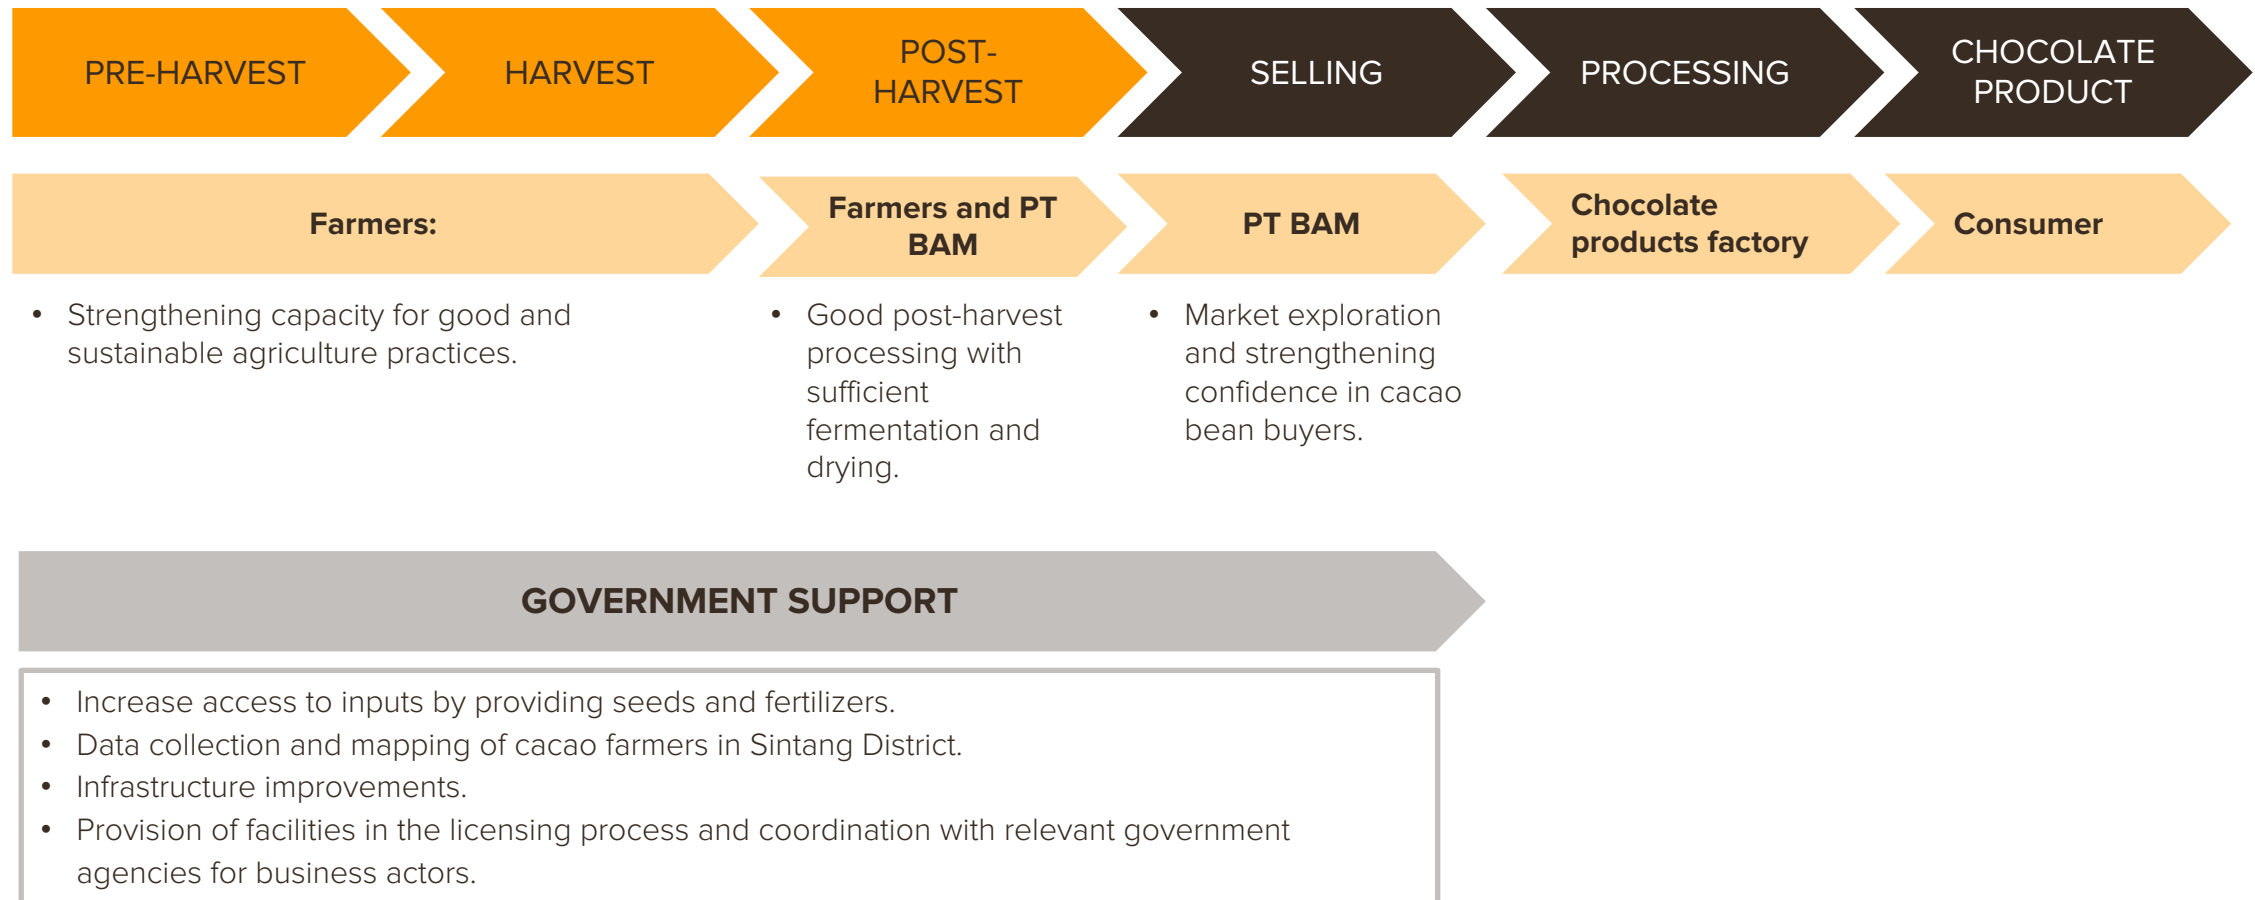 PRE-HARVEST
HARVEST
POST-
HARVEST
SELLING
PROCESSING
CHOCOLATE
PRODUCT
Farmers:
Farmers and PT
BAM
PT BAM
Chocolate
products factory
Consumer
• Strengthening capacity for good and
sustainable agriculture practices.
• Good post-harvest
processing with
sufficient
fermentation and
drying.
• Market exploration
and strengthening
confidence in cacao
bean buyers.
GOVERNMENT SUPPORT
• Increase access to inputs by providing seeds and fertilizers.
• Data collection and mapping of cacao farmers in Sintang District.
• Infrastructure improvements.
• Provision of facilities in the licensing process and coordination with relevant government
agencies for business actors.